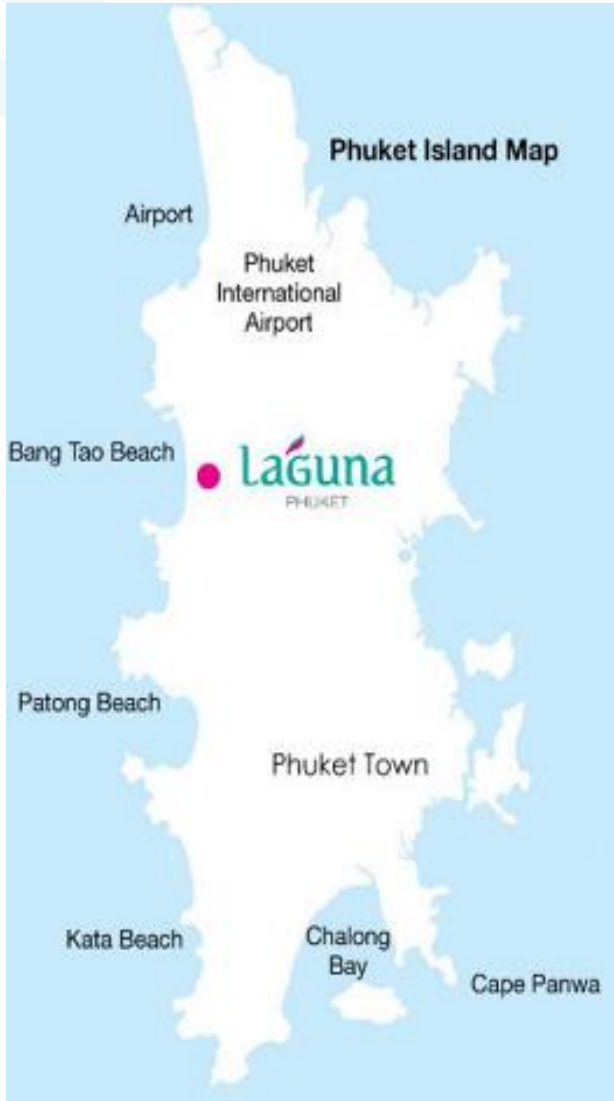 Phuket Island Map
Airport
Phuket
International
Airport
Bang Tao Beach
Laguna
PHUKET
Patong Beach
Phuket Town
Kata Beach
Chalong
Bay
Cape Panwa